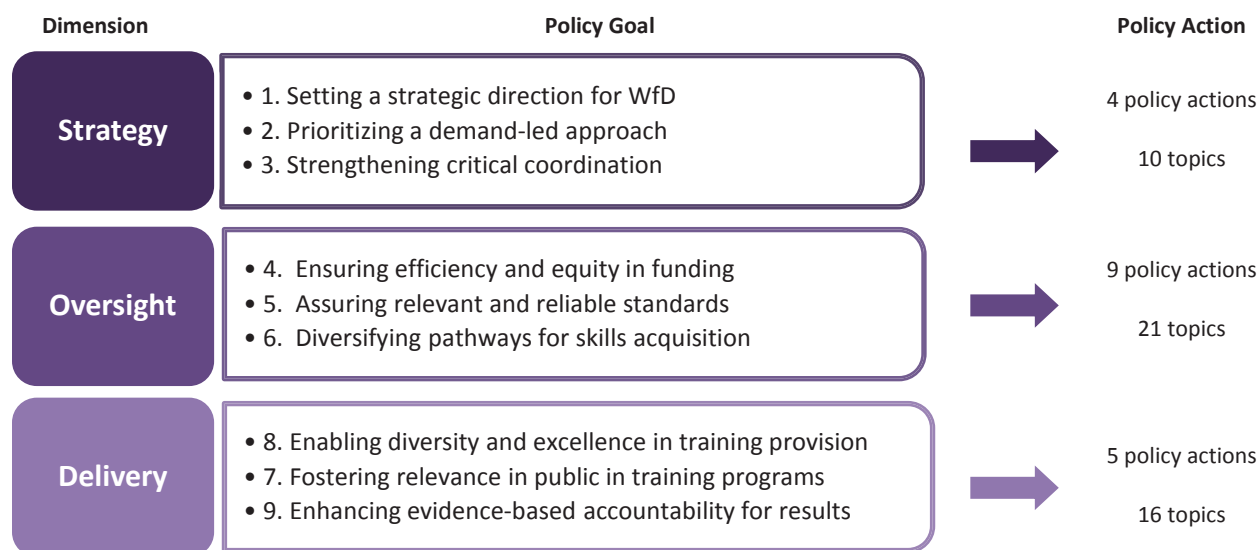 Dimension
Policy Goal
Policy Action
Strategy
• 1. Setting a strategic direction for WfD
• 2. Prioritizing a demand-led approach
• 3. Strengthening critical coordination
4 policy actions
10 topics
Oversight
• 4. Ensuring efficiency and equity in funding
• 5. Assuring relevant and reliable standards
• 6. Diversifying pathways for skills acquisition
9 policy actions
21 topics
Delivery
• 8. Enabling diversity and excellence in training provision
• 7. Fostering relevance in public in training programs
• 9. Enhancing evidence-based accountability for results
5 policy actions
16 topics